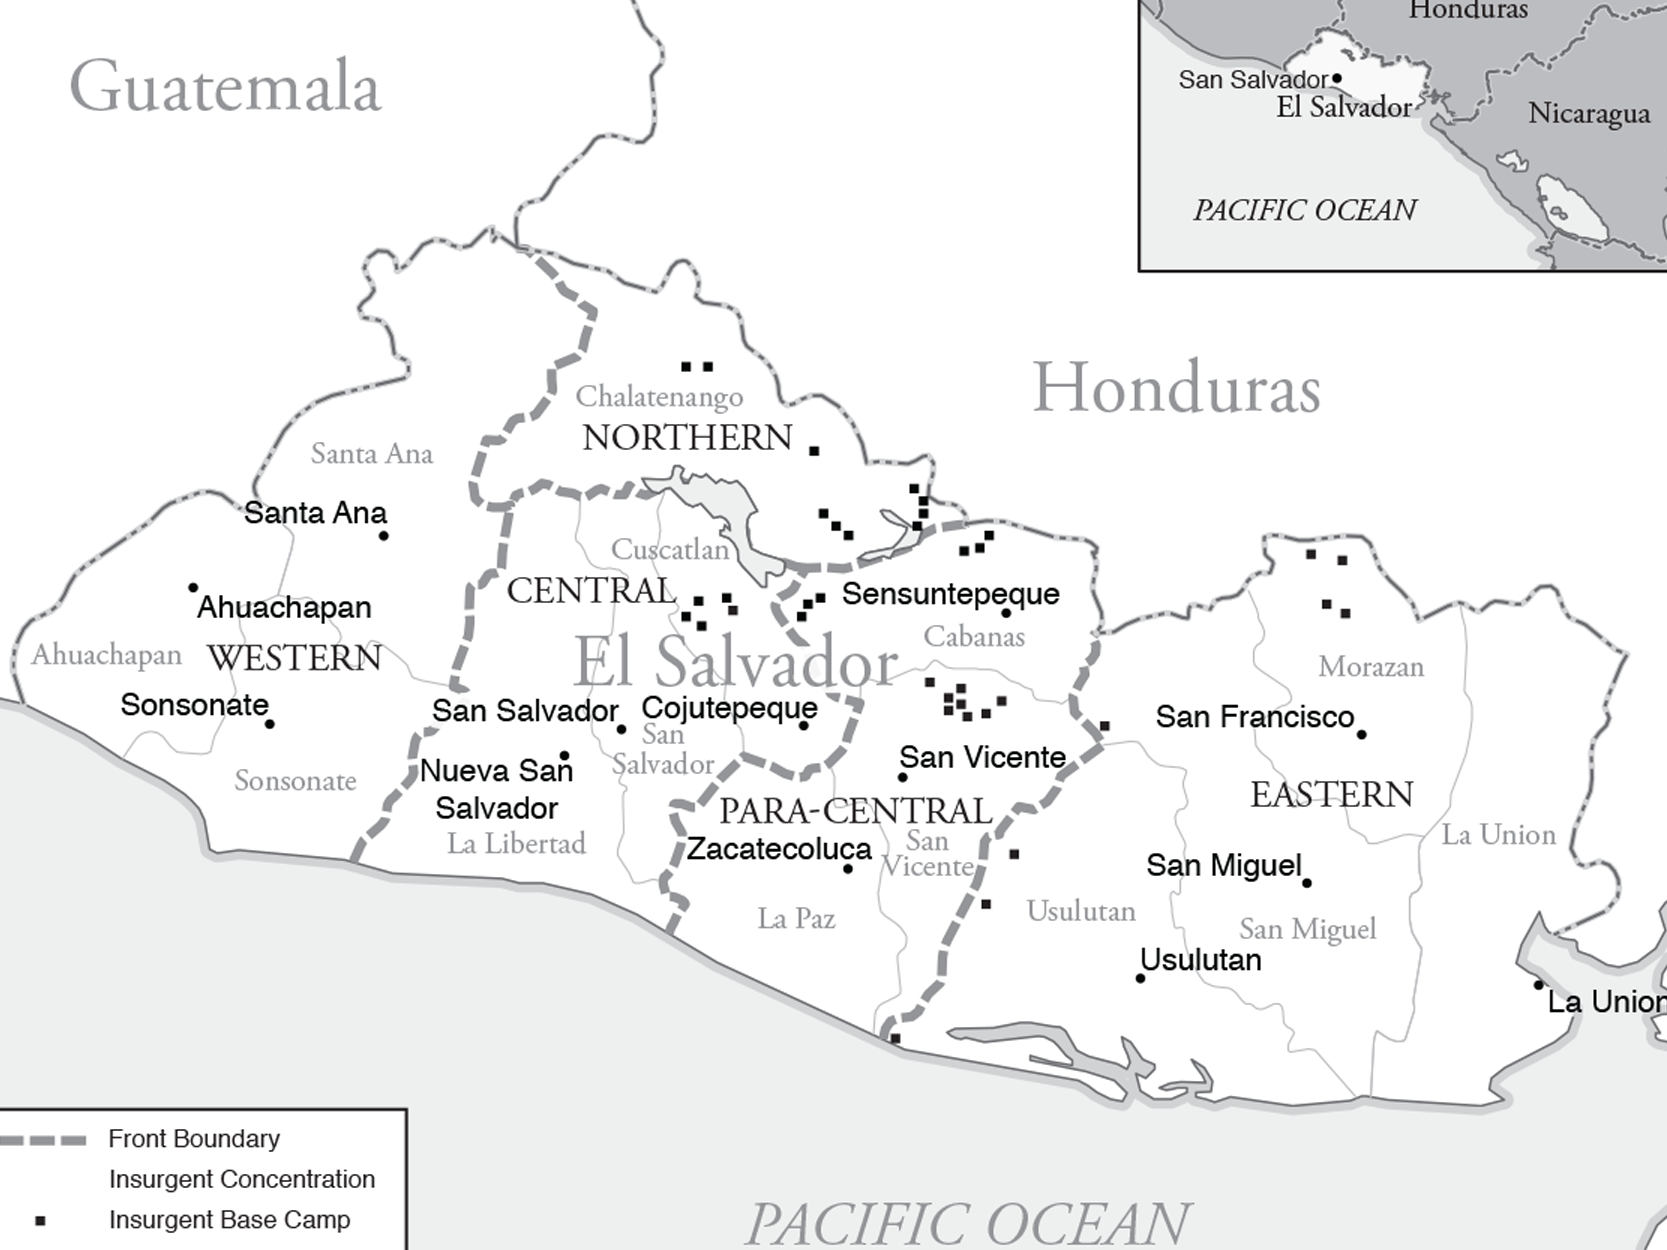 Guatemala
Honduras
San Salvador
El Salvador
Nicaragua
PACIFIC OCEAN
Honduras
Chalatenango
NORTHERN
Santa Ana
Santa Ana
Cuscatlan
CENTRAL
Sensuntepeque
Cabanas
Ahuachapan
Ahuachapan
WESTERN
El Salvador
Morazan
Sonsonate
San Salvador
Cojutepeque
San
Salvador
San Francisco
Nueva San
Salvador
San Vicente
Sonsonate
La Libertad
PARA-CENTRAL
EASTERN
Zacatecoluca
San
Vicente
La Union
San Miguel
La Paz
Usulutan
San Miguel
Usulutan
La Union
Front Boundary
Insurgent Concentration
Insurgent Base Camp
PACIFIC OCEAN